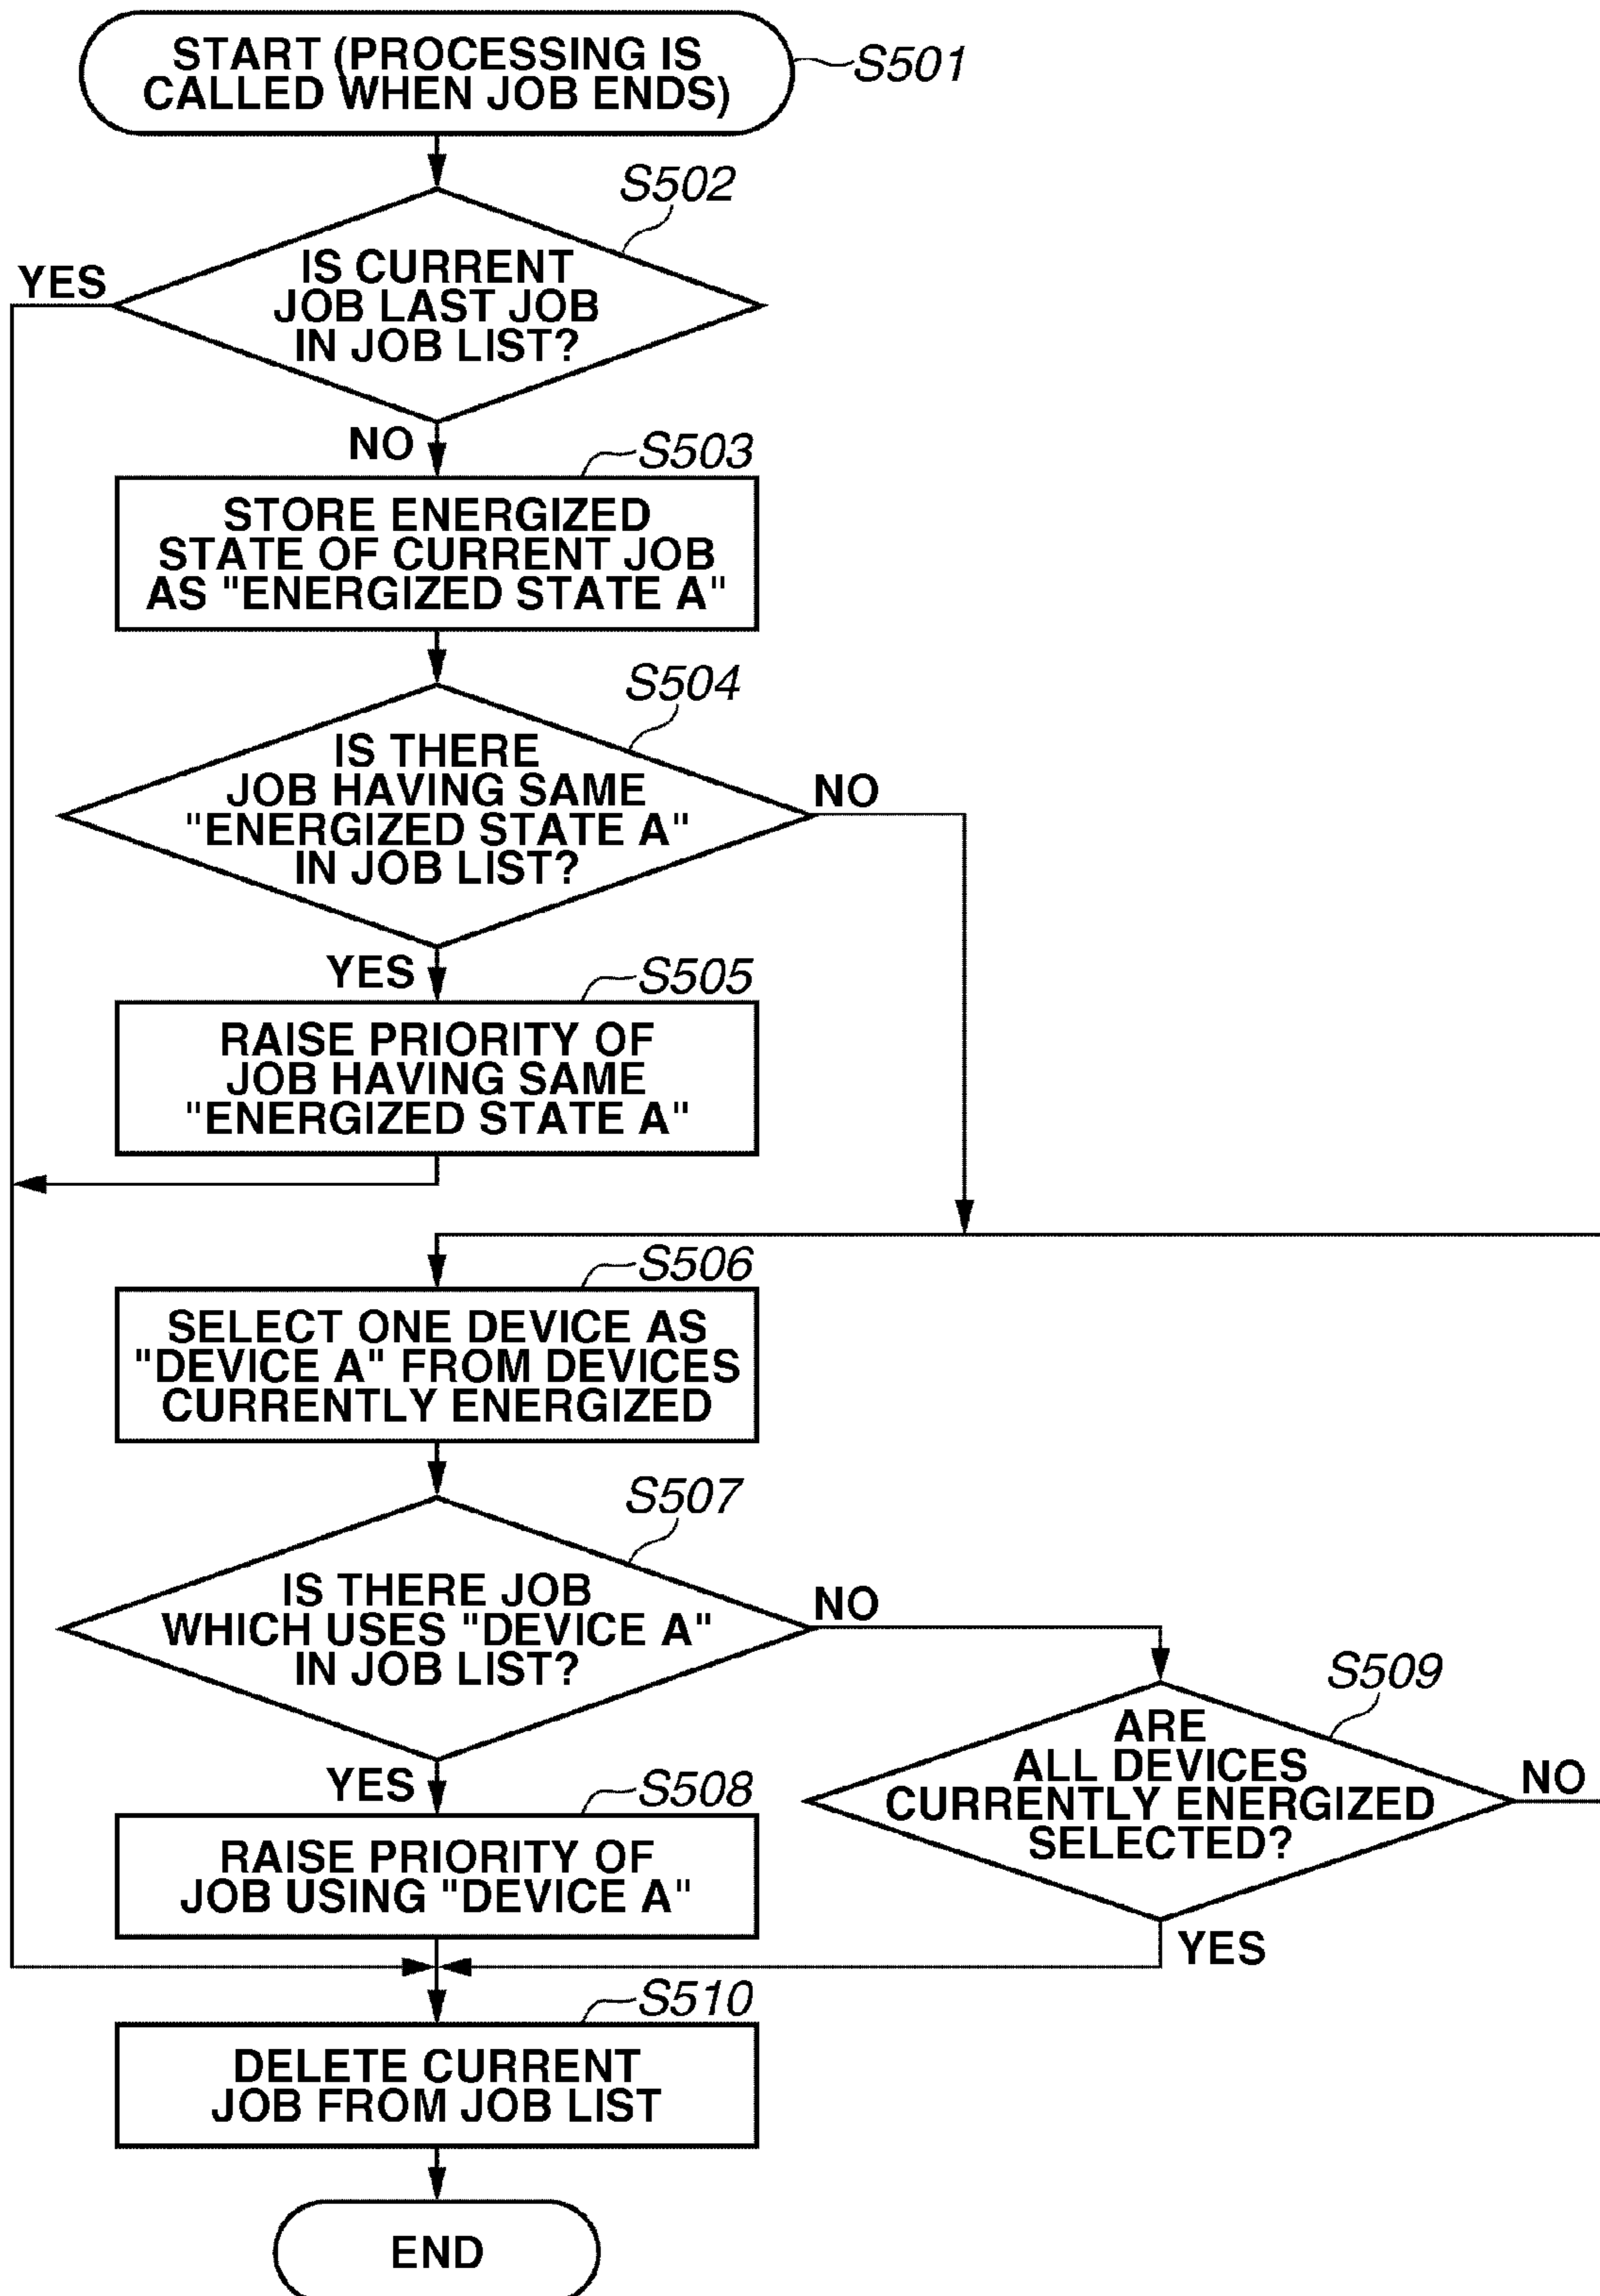 START (PROCESSING IS
CALLED WHEN JOB ENDS)
S501
S502
YES
IS CURRENT
JOB LAST JOB
IN JOB LIST?
NO
S503
STORE ENERGIZED
STATE OF CURRENT JOB
AS "ENERGIZED STATE A"
S504
IS THERE
JOB HAVING SAME
"ENERGIZED STATE A"
IN JOB LIST?
NO
YES
S505
RAISE PRIORITY OF
JOB HAVING SAME
"ENERGIZED STATE A"
S506
SELECT ONE DEVICE AS
"DEVICE A" FROM DEVICES
CURRENTLY ENERGIZED
S507
IS THERE JOB
WHICH USES "DEVICE A"
IN JOB LIST?
NO
S509
ARE
ALL DEVICES
CURRENTLY ENERGIZED
SELECTED?
NO
YES
YES
S508
RAISE PRIORITY OF
JOB USING "DEVICE A"
S510
DELETE CURRENT
JOB FROM JOB LIST
END